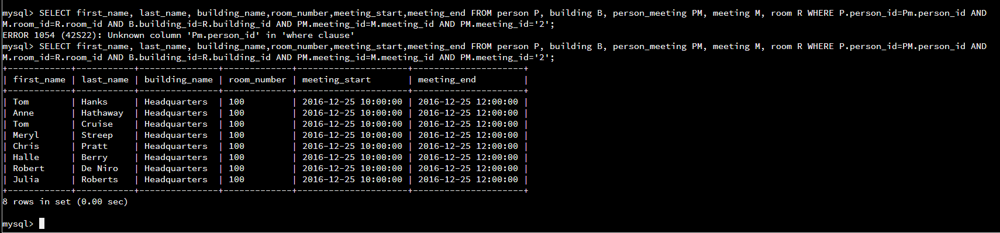 mysql> SELECT first_name, last_name, building_name,room_number,meeting_start,meeting_end FROM person P, building B, person_meeting PM, meeting M, room R WHERE P.person_id=Pm.person_id AND
M.room_id=R.room_id AND B.building_id=R.building_id AND PM.meeting_id=M.meeting_id AND PM.meeting_id='2';
ERROR 1054 (42S22): Unknown column 'Pm.person_id' in 'where clause'
mysql> SELECT first_name, last_name, building_name,room_number,meeting_start,meeting_end FROM person P, building B, person_meeting PM, meeting M, room R WHERE P.person_id=PM.person_id AND
M.room_id=R.room_id AND B.building_id=R.building_id AND PM.meeting_id=M.meeting_id AND PM.meeting_id='2';
+------------+-----------+---------------+-------------+---------------------+---------------------+
| first_name | last_name | building_name | room_number | meeting_start       | meeting_end         |
+------------+-----------+---------------+-------------+---------------------+---------------------+
| Tom        | Hanks     | Headquarters  | 100         | 2016-12-25 10:00:00 | 2016-12-25 12:00:00 |
| Anne       | Hathaway  | Headquarters  | 100         | 2016-12-25 10:00:00 | 2016-12-25 12:00:00 |
| Tom        | Cruise    | Headquarters  | 100         | 2016-12-25 10:00:00 | 2016-12-25 12:00:00 |
| Meryl      | Streep    | Headquarters  | 100         | 2016-12-25 10:00:00 | 2016-12-25 12:00:00 |
| Chris      | Pratt     | Headquarters  | 100         | 2016-12-25 10:00:00 | 2016-12-25 12:00:00 |
| Halle      | Berry     | Headquarters  | 100         | 2016-12-25 10:00:00 | 2016-12-25 12:00:00 |
| Robert     | De Niro   | Headquarters  | 100         | 2016-12-25 10:00:00 | 2016-12-25 12:00:00 |
| Julia      | Roberts   | Headquarters  | 100         | 2016-12-25 10:00:00 | 2016-12-25 12:00:00 |
+------------+-----------+---------------+-------------+---------------------+---------------------+
8 rows in set (0.00 sec)
mysql>